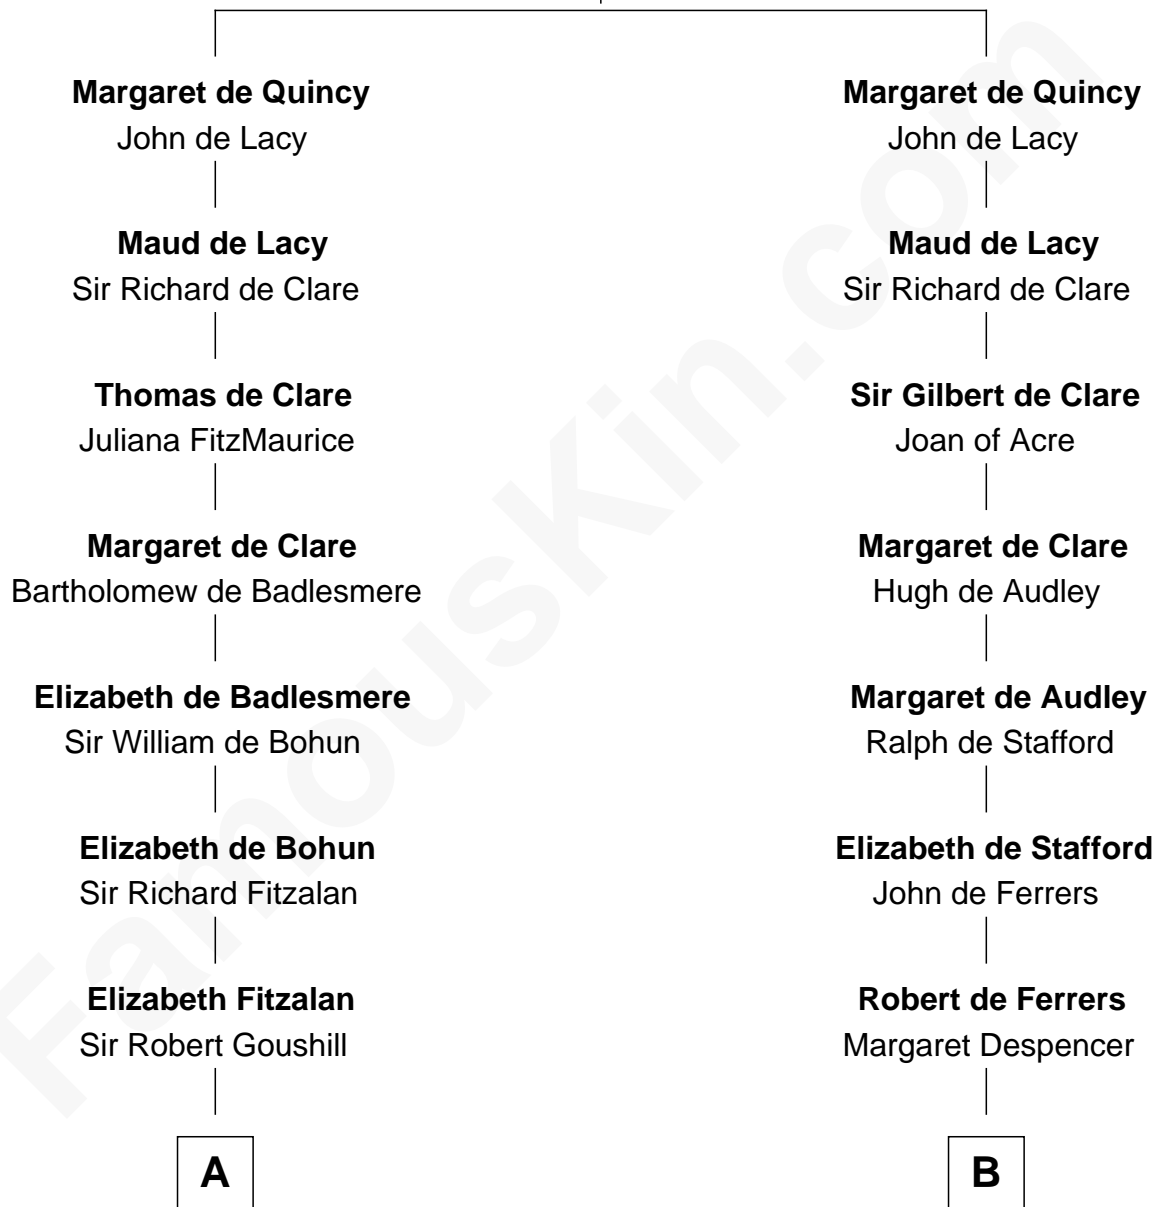 Margaret de Quincy
John de Lacy
Maud de Lacy
Sir Richard de Clare
Thomas de Clare
Juliana FitzMaurice
Margaret de Clare
Bartholomew de Badlesmere
Elizabeth de Badlesmere
Sir William de Bohun
Elizabeth de Bohun
Sir Richard Fitzalan
Elizabeth Fitzalan
Sir Robert Goushill
A
Margaret de Quincy
John de Lacy
Maud de Lacy
Sir Richard de Clare
Sir Gilbert de Clare
Joan of Acre
Margaret de Clare
Hugh de Audley
Margaret de Audley
Ralph de Stafford
Elizabeth de Stafford
John de Ferrers
Robert de Ferrers
Margaret Despencer
B
FamousKin.com